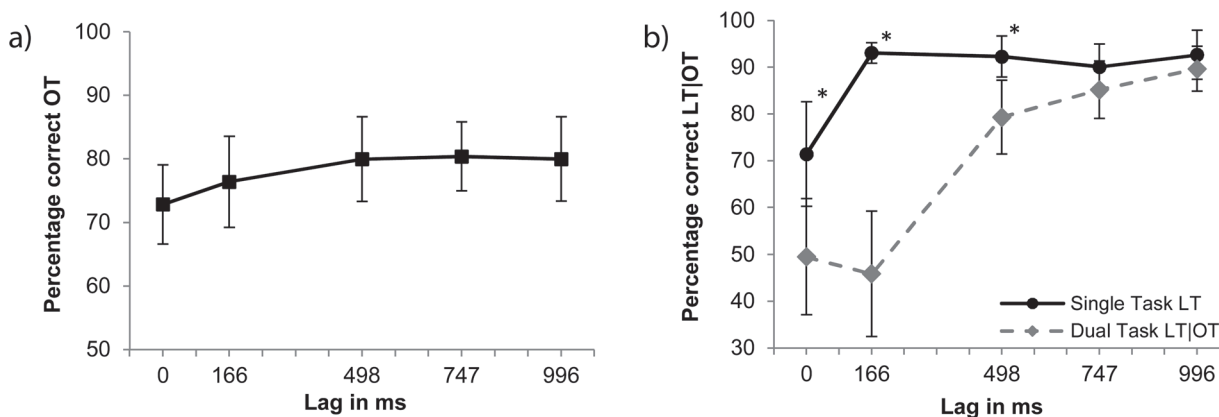 a)
Percentage correct OT
100
90
80
70
80
50
0 166 498 747 996
Lag in ms
b)
Percentage correct LT|OT
100
90
80
70
60
50
40
30
* * *
Single Task LT
Dual Task LT|OT
0 166 498 747 996
Lag in ms